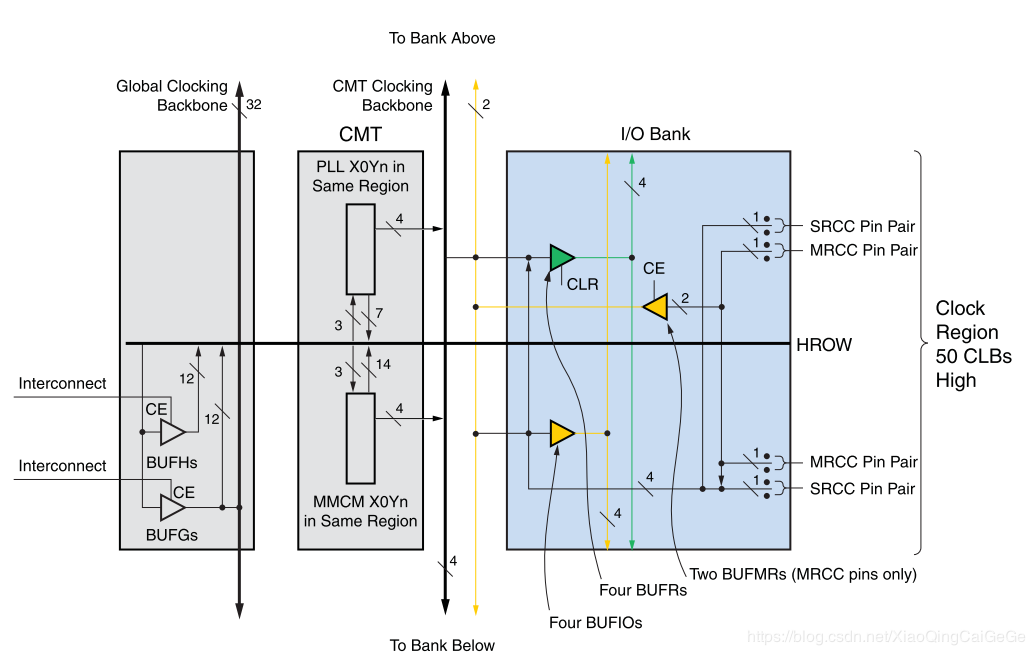 To Bank Above
Global Clocking
Backbone
32
CMT Clocking
Backbone
2
CMT
I/O Bank
PLL X0Yn in
Same Region
4
4
1
SRCC Pin Pair
1
MRCC Pin Pair
CLR
CE
2
3
7
Clock
Region
50 CLBs
High
HROW
3
14
12
12
Interconnect
CE
BUFHs
4
Interconnect
CE
BUFGs
1
MRCC Pin Pair
1
SRCC Pin Pair
4
MMCM X0Yn
in Same Region
4
4
Two BUFMRs (MRCC pins only)
Four BUFRs
Four BUFIOs
To Bank Below
https://blog.csdn.net/XiaoQingCaiGeGe